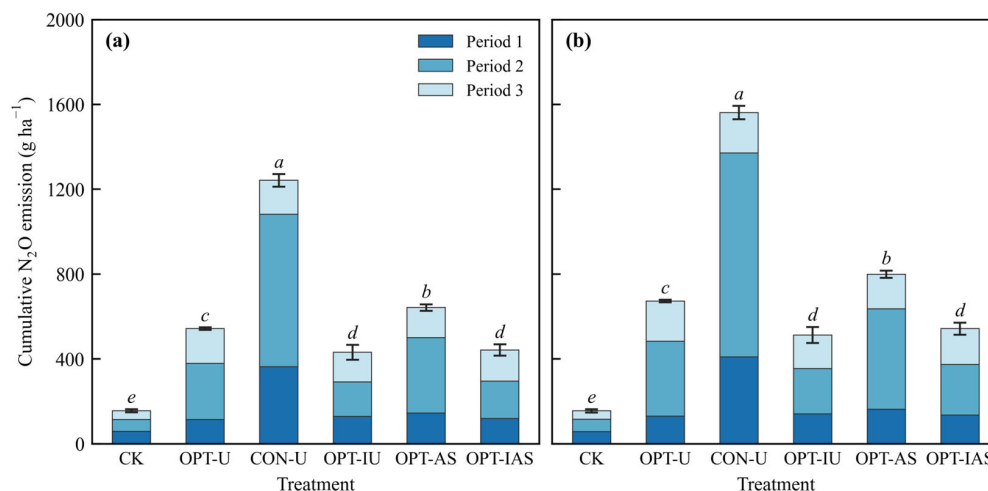 2000
1600
1200
800
400
0
Cumulative N₂O emission (g ha⁻¹)
(a)
Period 1
Period 2
Period 3
e
c
a
d
b
d
CK OPT-U CON-U OPT-IU OPT-AS OPT-IAS
Treatment
(b)
e
c
a
d
b
d
CK OPT-U CON-U OPT-IU OPT-AS OPT-IAS
Treatment